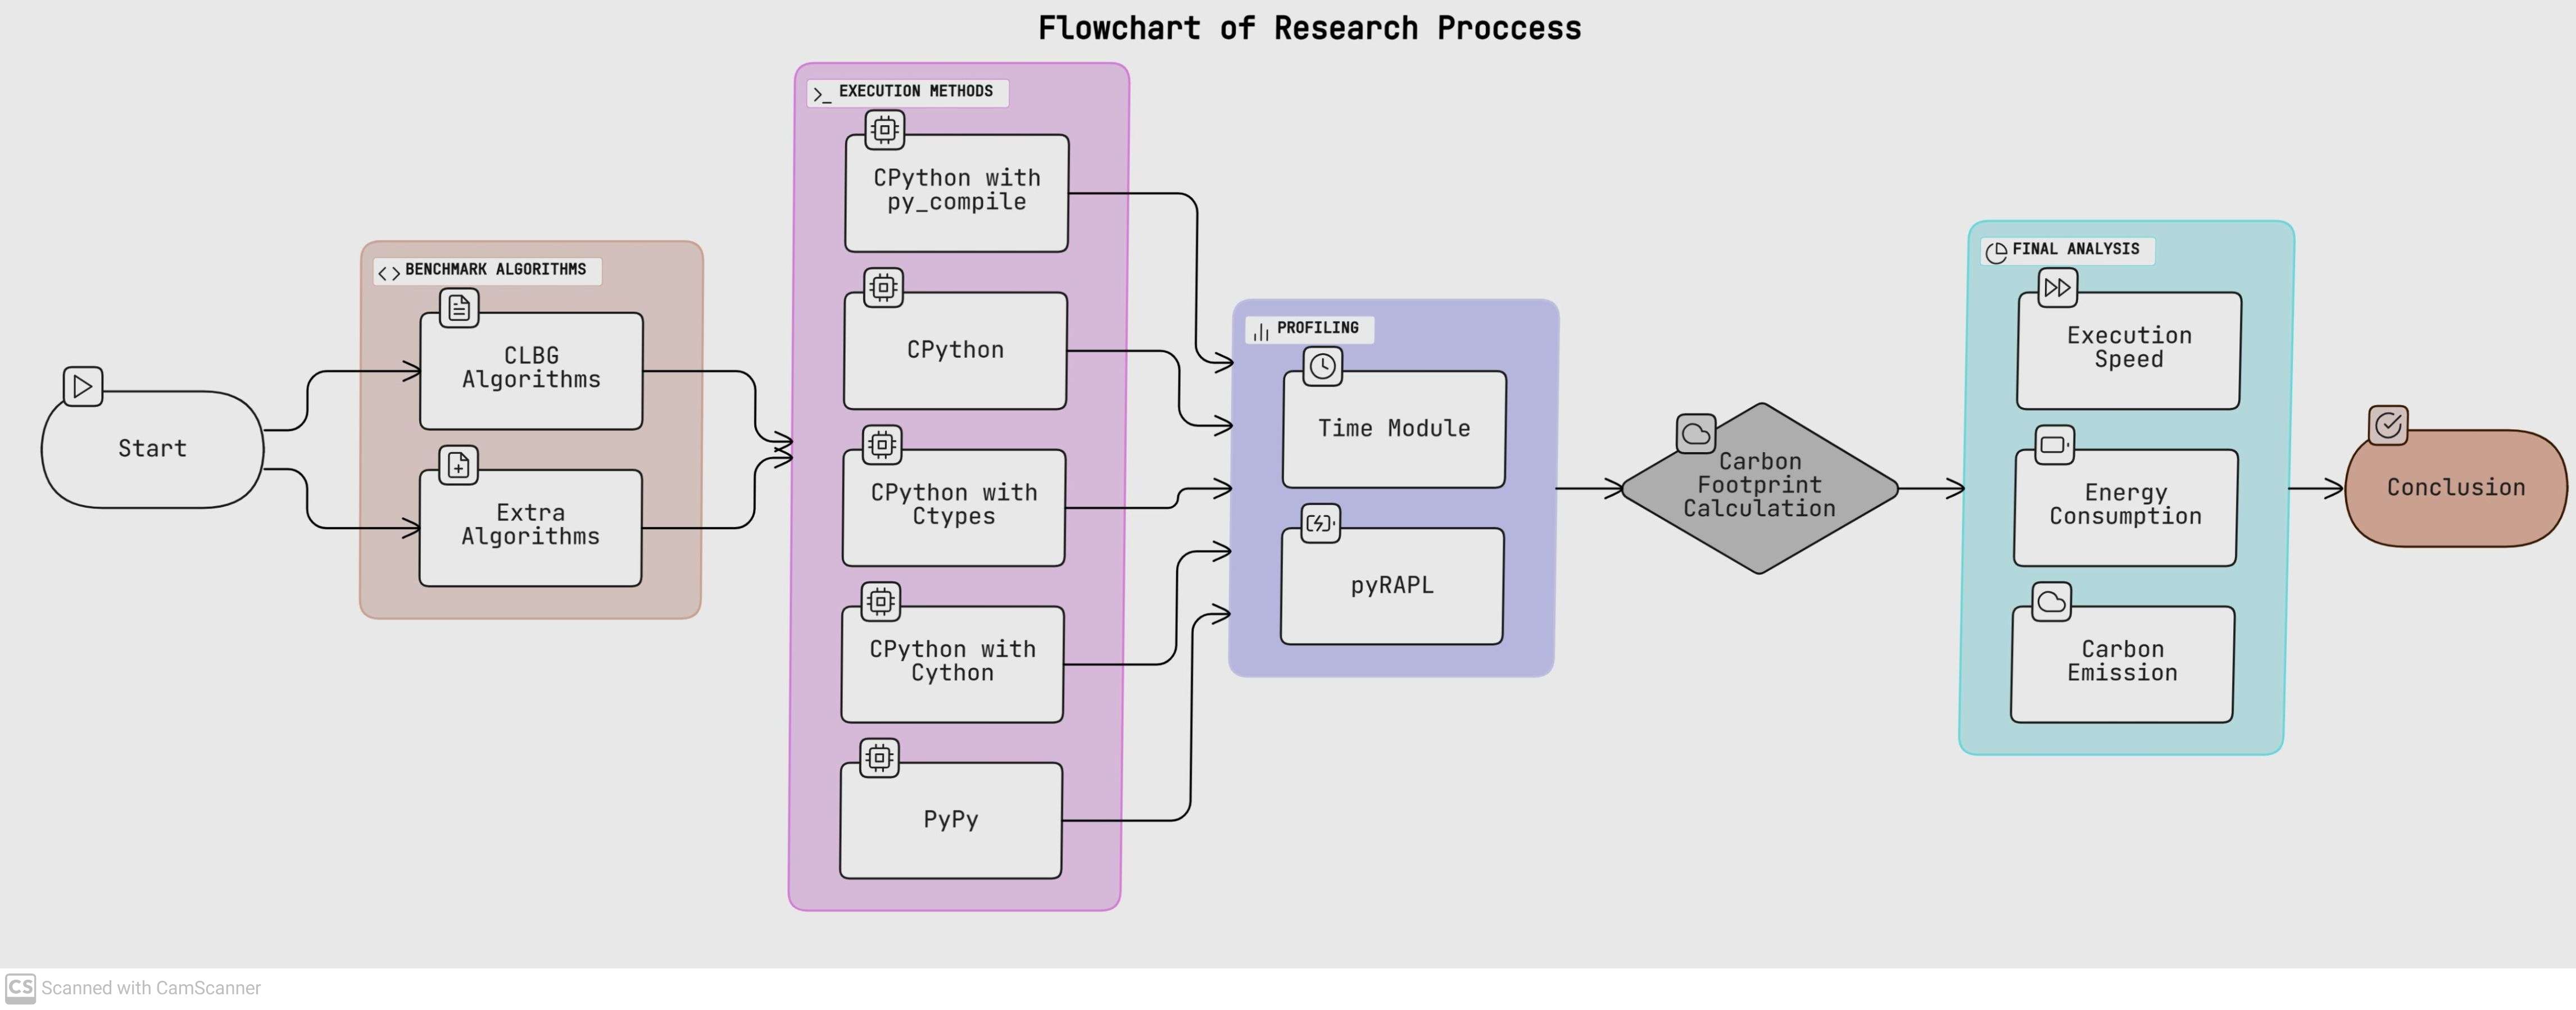 Flowchart of Research Proccess
Start
BENCHMARK ALGORITHMS
CLBG
Algorithms
Extra
Algorithms
>_ EXECUTION METHODS
CPython with
py_compile
CPython
CPython with
Ctypes
CPython with
Cython
PyPy
PROFILING
Time Module
pyRAPL
Carbon
Footprint
Calculation
FINAL ANALYSIS
Execution
Speed
Energy
Consumption
Carbon
Emission
Conclusion
CS Scanned with CamScanner